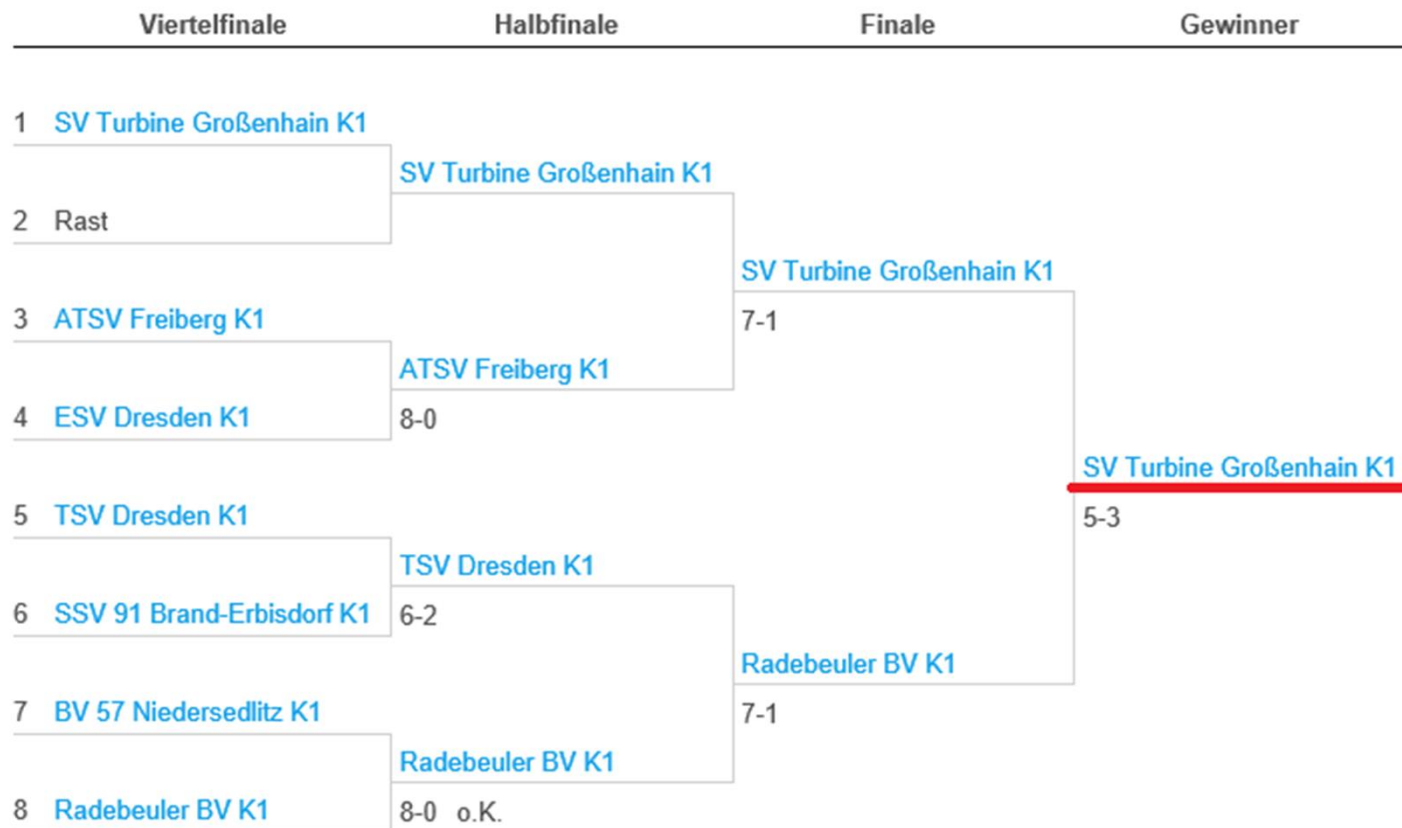 Viertelfinale Halbfinale Finale Gewinner
1 SV Turbine Großenhain K1
SV Turbine Großenhain K1
2 Rast
SV Turbine Großenhain K1
3 ATSV Freiberg K1
7-1
ATSV Freiberg K1
4 ESV Dresden K1
8-0
SV Turbine Großenhain K1
5 TSV Dresden K1
5-3
TSV Dresden K1
6 SSV 91 Brand-Erbisdorf K1
6-2
Radebeuler BV K1
7 BV 57 Niedersedlitz K1
7-1
Radebeuler BV K1
8 Radebeuler BV K1
8-0 o.K.